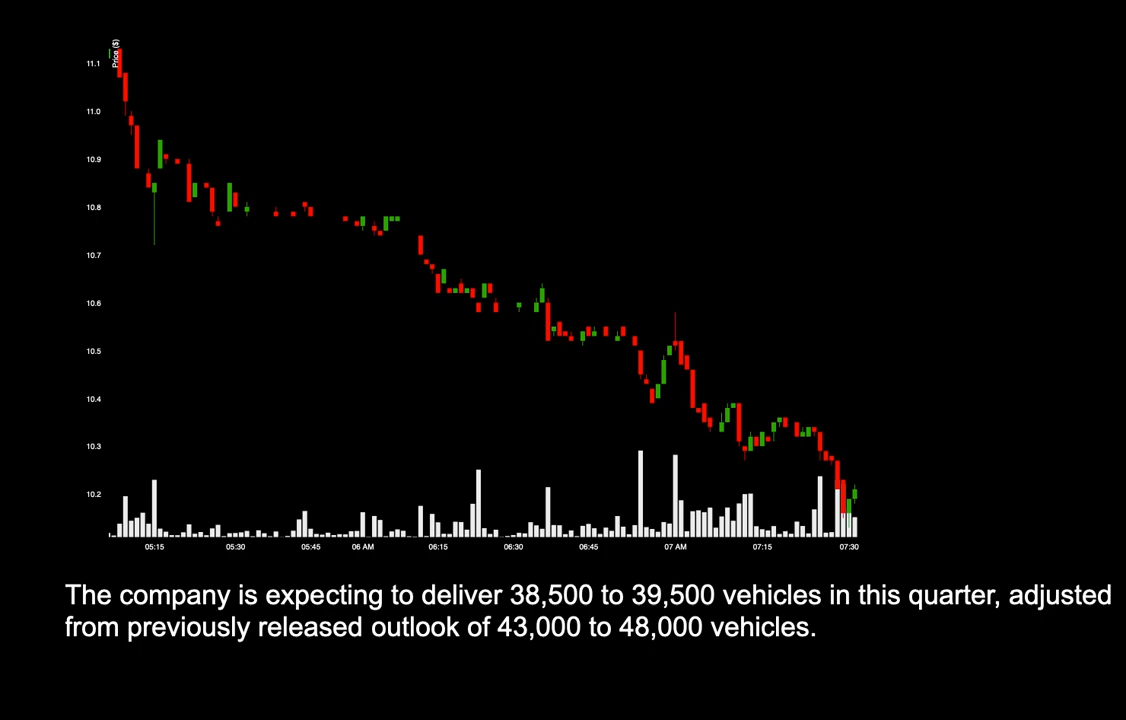 Price ($)
11.1
11.0
10.9
10.8
10.7
10.6
10.5
10.4
10.3
10.2
05:15 05:30 05:45 06 AM 06:15 06:30 06:45 07 AM 07:15 07:30
The company is expecting to deliver 38,500 to 39,500 vehicles in this quarter, adjusted
from previously released outlook of 43,000 to 48,000 vehicles.